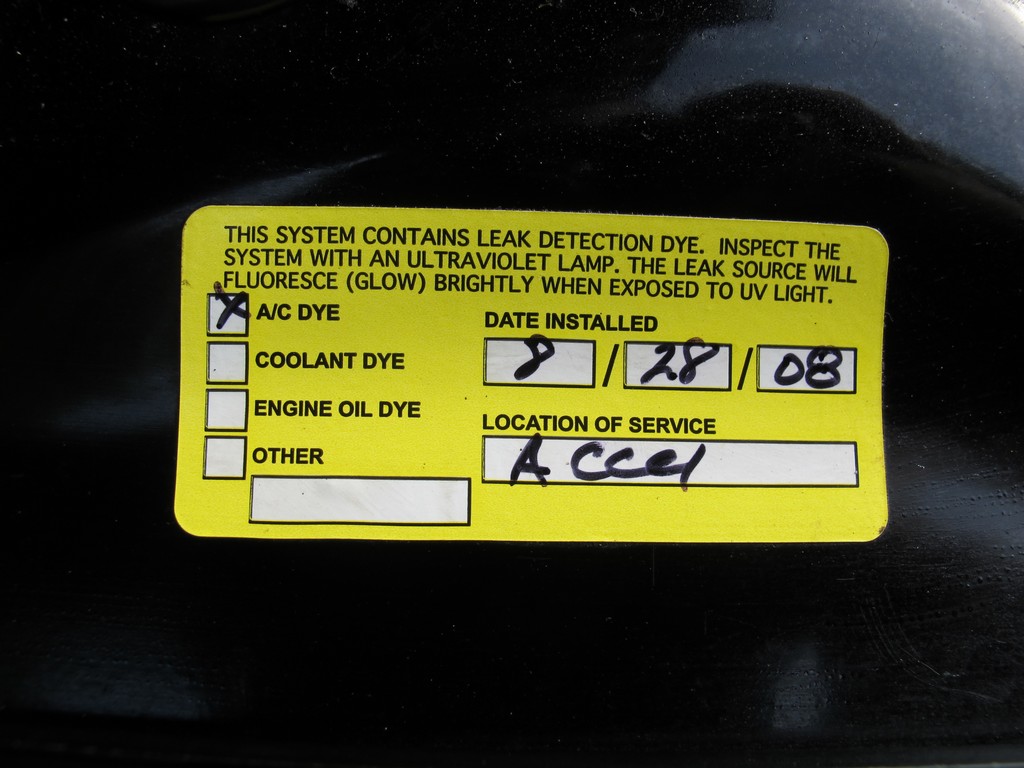 THIS SYSTEM CONTAINS LEAK DETECTION DYE. INSPECT THE
SYSTEM WITH AN ULTRAVIOLET LAMP. THE LEAK SOURCE WILL
FLUORESCE (GLOW) BRIGHTLY WHEN EXPOSED TO UV LIGHT.
X A/C DYE
COOLANT DYE
ENGINE OIL DYE
OTHER
DATE INSTALLED
8 / 28 / 08
LOCATION OF SERVICE
Accel